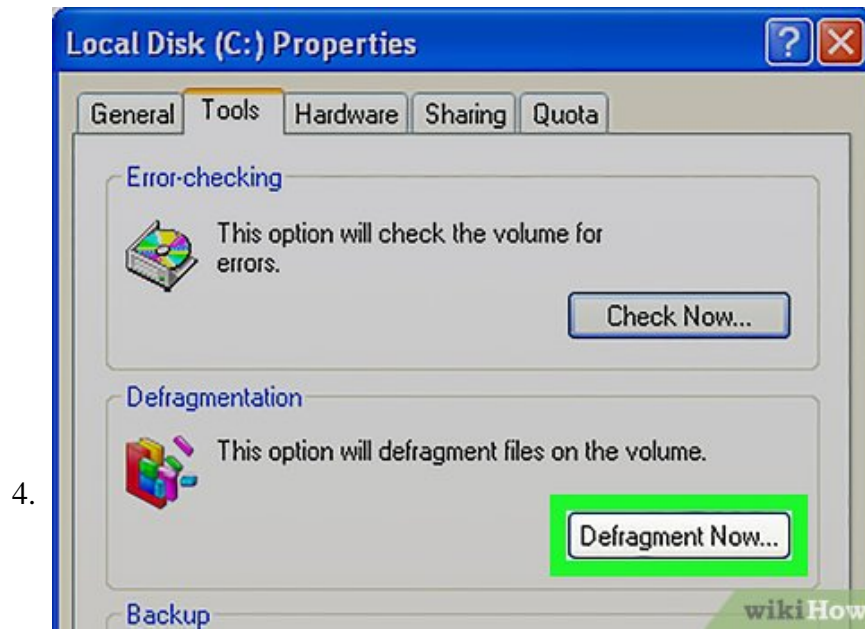 Local Disk (C:) Properties
General Tools Hardware Sharing Quota
Error-checking
This option will check the volume for
errors.
Check Now...
Defragmentation
This option will defragment files on the volume.
4.
Defragment Now...
Backup
wikiHow